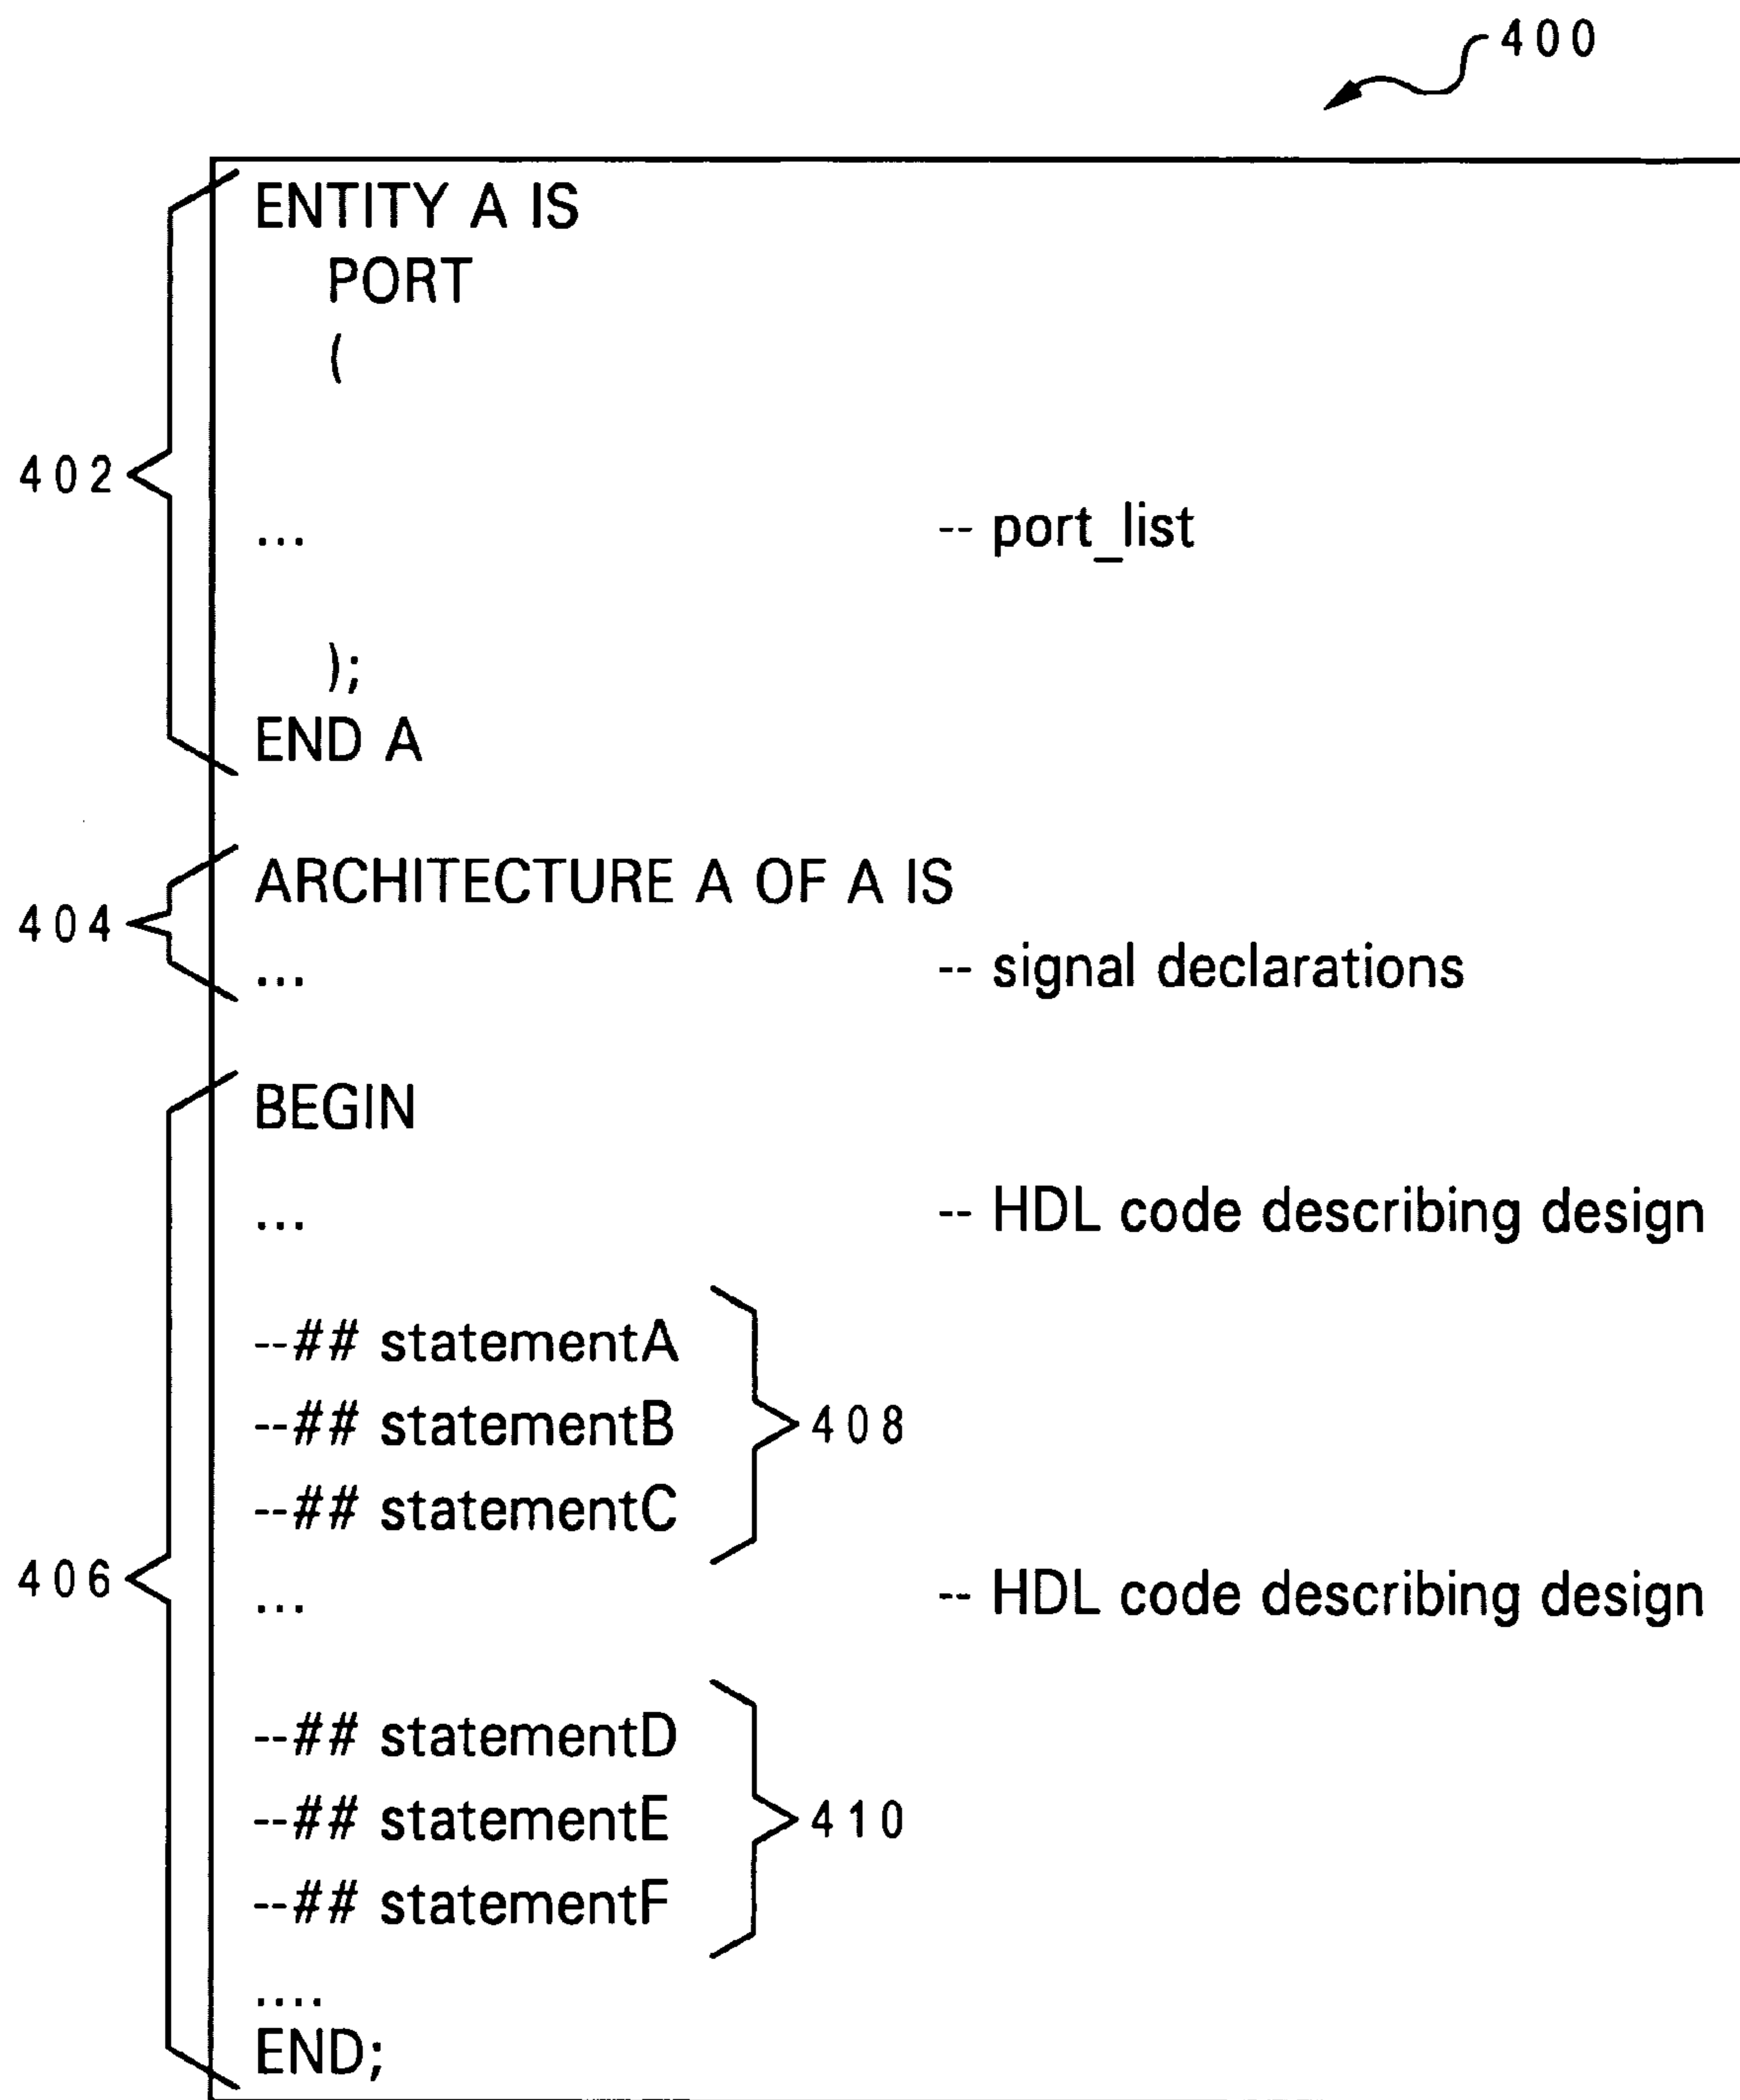 400
ENTITY A IS
PORT
(
402
... -- port_list
);
END A
ARCHITECTURE A OF A IS
404
... -- signal declarations
BEGIN
... -- HDL code describing design
--## statementA
--## statementB 408
--## statementC
406
... -- HDL code describing design
--## statementD
--## statementE 410
--## statementF
....
END;